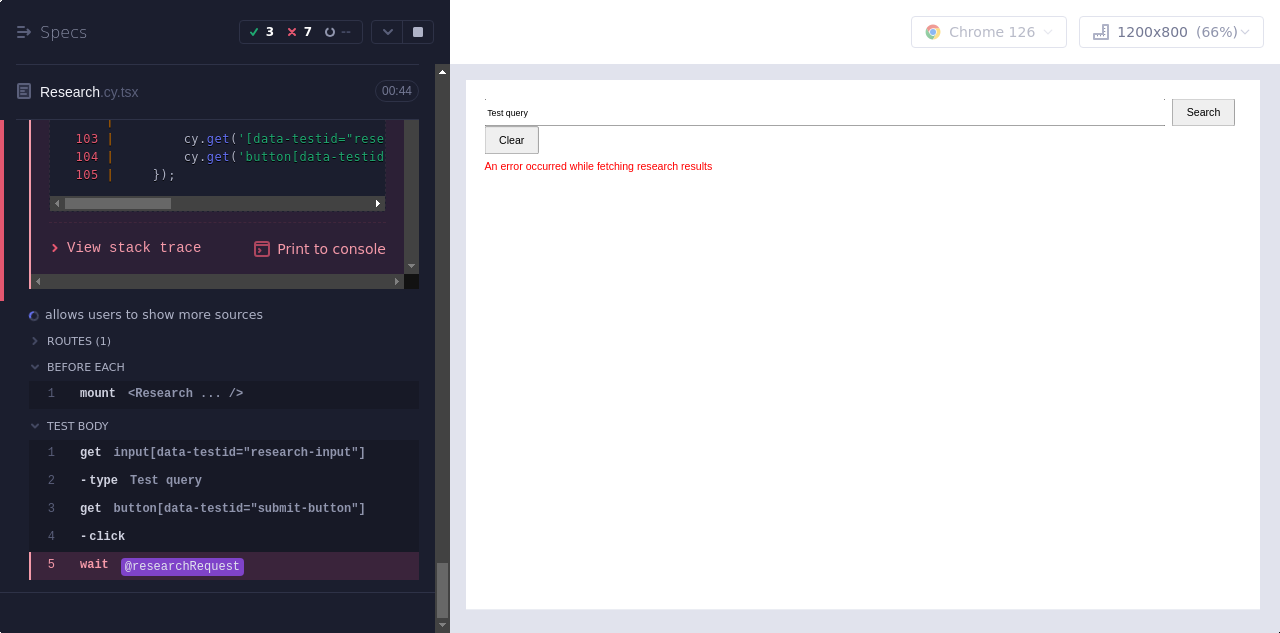 Specs
3
7
--
Chrome 126
1200x800 (66%)
Research.cy.tsx
00:44
103 | cy.get('[data-testid="rese
104 | cy.get('button[data-testid
105 | });
View stack trace
Print to console
allows users to show more sources
ROUTES (1)
BEFORE EACH
1 mount <Research ... />
TEST BODY
1 get input[data-testid="research-input"]
2 -type Test query
3 get button[data-testid="submit-button"]
4 -click
5 wait @researchRequest
Test query
Search
Clear
An error occurred while fetching research results